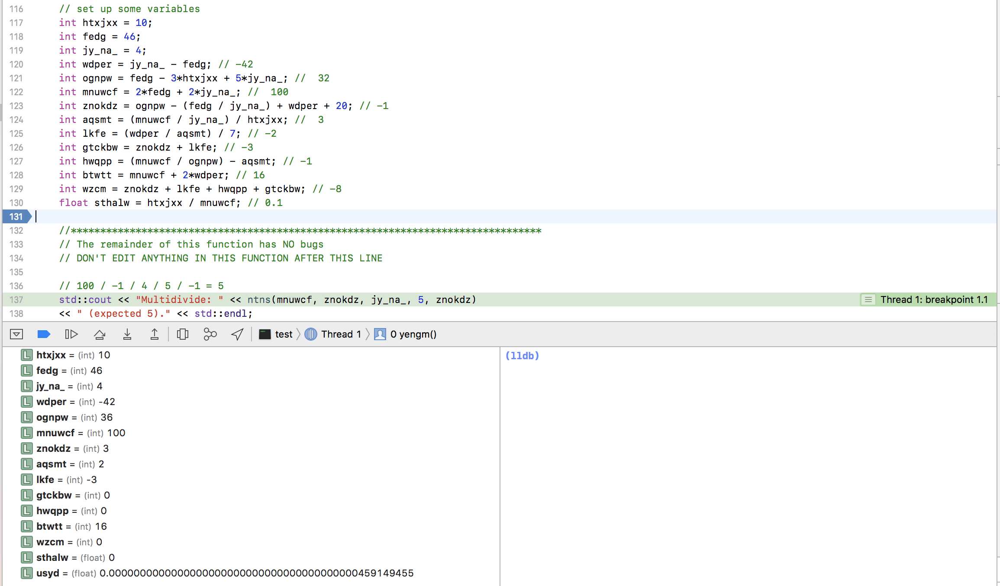 116 // set up some variables
117 int htxjxx = 10;
118 int fedg = 46;
119 int jy_na_ = 4;
120 int wdper = jy_na_ - fedg; // -42
121 int ognpw = fedg - 3*htxjxx + 5*jy_na_; //  32
122 int mnuwcf = 2*fedg + 2*jy_na_; //  100
123 int znokdz = ognpw - (fedg / jy_na_) + wdper + 20; // -1
124 int aqsmt = (mnuwcf / jy_na_) / htxjxx; //  3
125 int lkfe = (wdper / aqsmt) / 7; // -2
126 int gtckbw = znokdz + lkfe; // -3
127 int hwqpp = (mnuwcf / ognpw) - aqsmt; // -1
128 int btwtt = mnuwcf + 2*wdper; // 16
129 int wzcm = znokdz + lkfe + hwqpp + gtckbw; // -8
130 float sthalw = htxjxx / mnuwcf; // 0.1
131
132 //********************************************************************************
133 // The remainder of this function has NO bugs
134 // DON'T EDIT ANYTHING IN THIS FUNCTION AFTER THIS LINE
135
136 // 100 / -1 / 4 / 5 / -1 = 5
137 std::cout << "Multidivide: " << ntns(mnuwcf, znokdz, jy_na_, 5, znokdz) Thread 1: breakpoint 1.1
138 << " (expected 5)." << std::endl;
test Thread 1 0 yengm()
L htxjxx = (int) 10
(lldb)
L fedg = (int) 46
L jy_na_ = (int) 4
L wdper = (int) -42
L ognpw = (int) 36
L mnuwcf = (int) 100
L znokdz = (int) 3
L aqsmt = (int) 2
L lkfe = (int) -3
L gtckbw = (int) 0
L hwqpp = (int) 0
L btwtt = (int) 16
L wzcm = (int) 0
L sthalw = (float) 0
L usyd = (float) 0.0000000000000000000000000000000000000000459149455